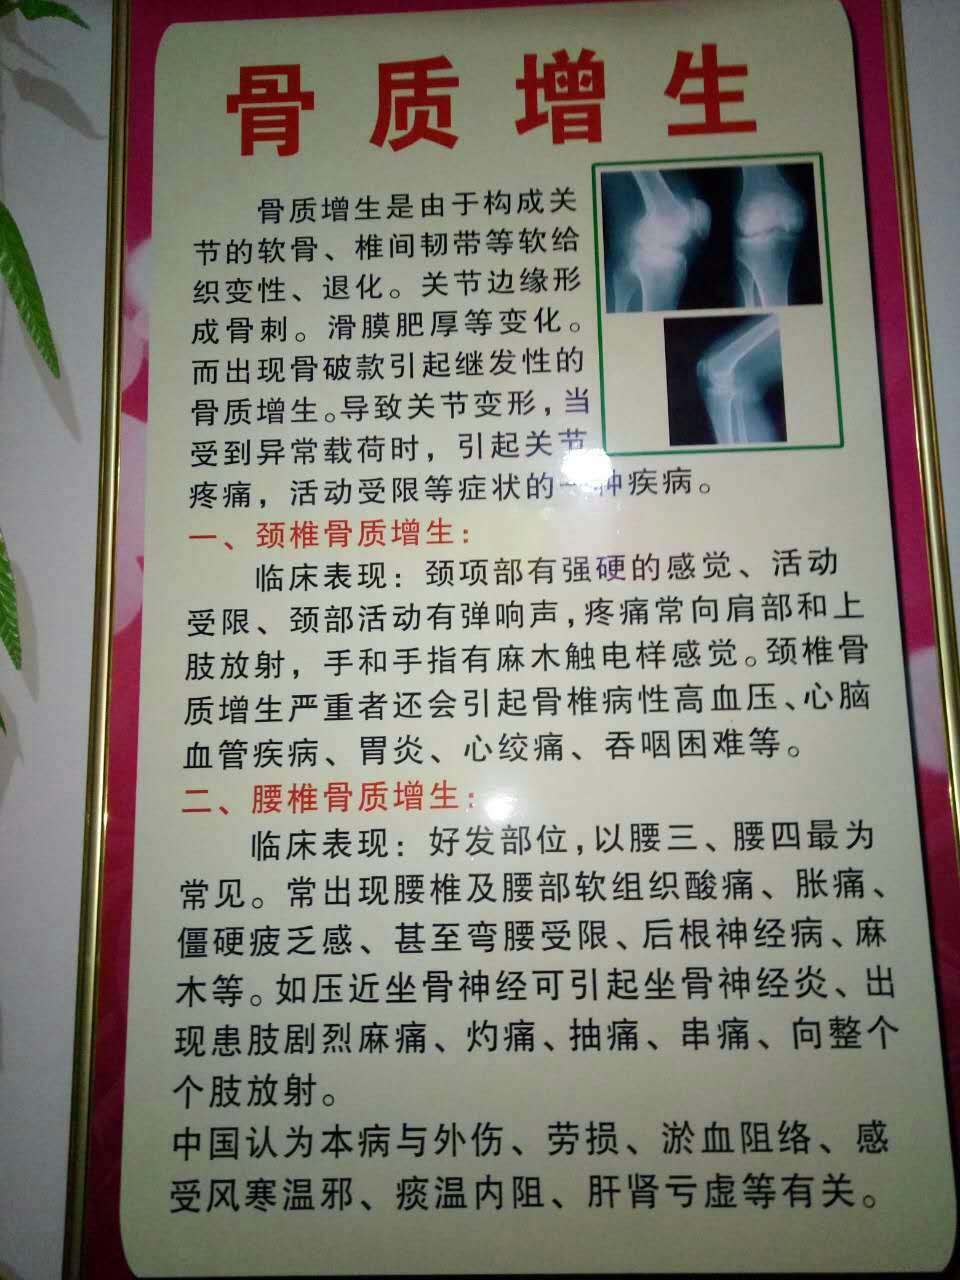 骨质增生
骨质增生是由于构成关
节的软骨、椎间韧带等软给
织变性、退化。关节边缘形
成骨刺。滑膜肥厚等变化。
而出现骨破款引起继发性的
骨质增生。导致关节变形，当
受到异常载荷时，引起关节
疼痛，活动受限等症状的一种疾病。
一、颈椎骨质增生：
临床表现：颈项部有强硬的感觉、活动
受限、颈部活动有弹响声，疼痛常向肩部和上
肢放射，手和手指有麻木触电样感觉。颈椎骨
质增生严重者还会引起骨椎病性高血压、心脑
血管疾病、胃炎、心绞痛、吞咽困难等。
二、腰椎骨质增生：
临床表现：好发部位，以腰三、腰四最为
常见。常出现腰椎及腰部软组织酸痛、胀痛、
僵硬疲乏感、甚至弯腰受限、后根神经病、麻
木等。如压近坐骨神经可引起坐骨神经炎、出
现患肢剧烈麻痛、灼痛、抽痛、串痛、向整个
个肢放射。
中国认为本病与外伤、劳损、淤血阻络、感
受风寒温邪、痰温内阻、肝肾亏虚等有关。